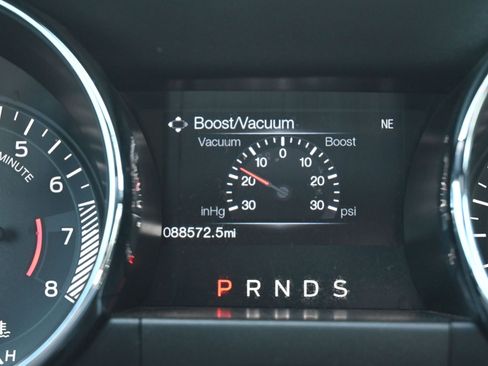 Boost/Vacuum NE
Vacuum 0 Boost
10 10
20 20
inHg 30 30 psi
088572.5mi
P R N D S
5
MINUTE
6
7
8
H